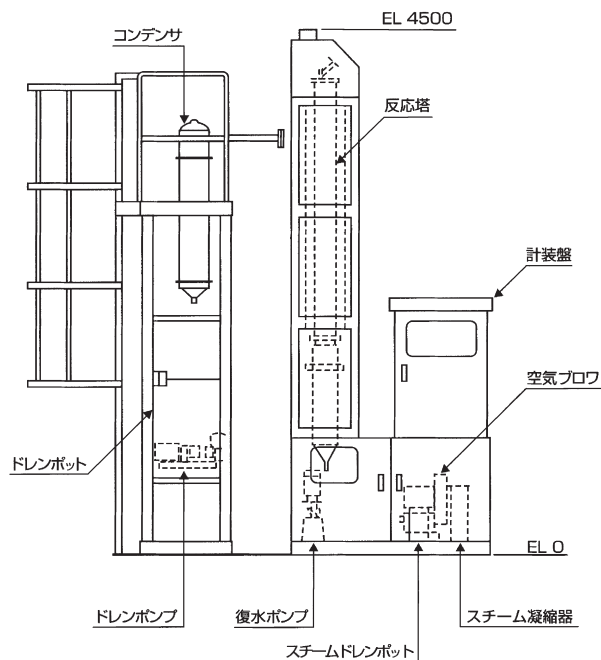 EL 4500
コンデンサ
反応塔
計装盤
空気ブロワ
ドレンポット
EL 0
ドレンポンプ
復水ポンプ
スチーム凝縮器
スチームドレンポット